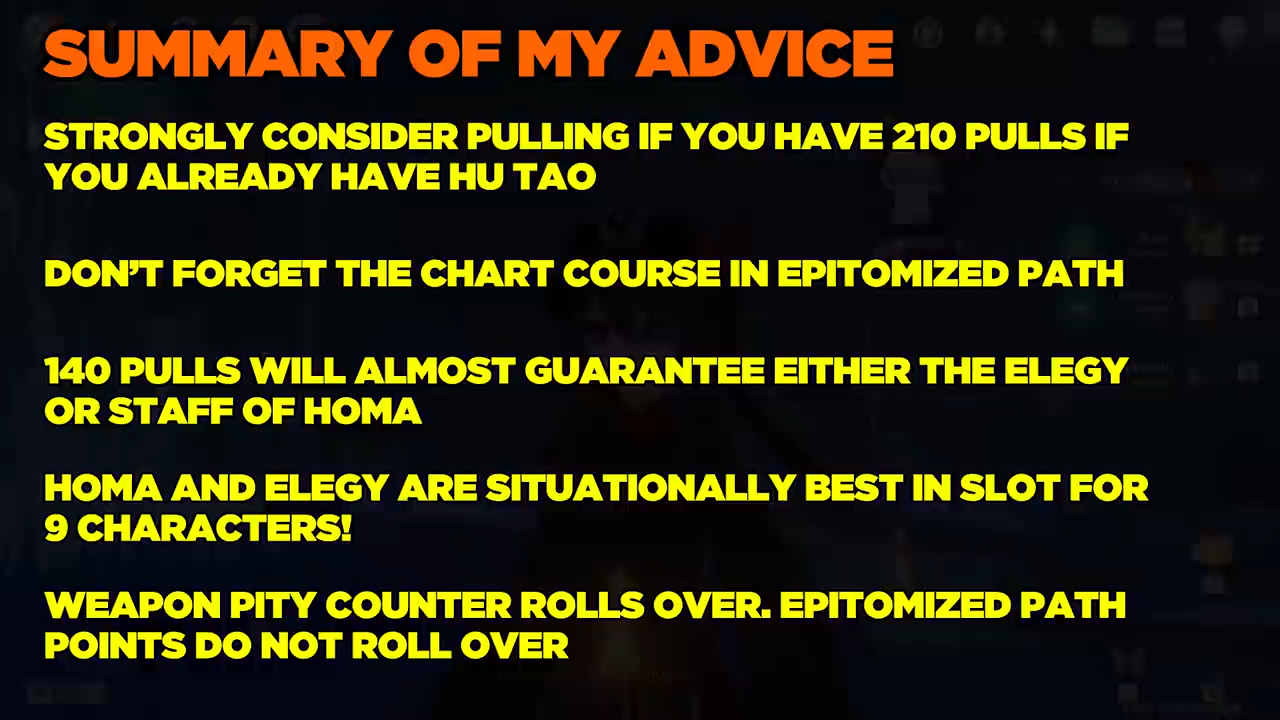 SUMMARY OF MY ADVICE
STRONGLY CONSIDER PULLING IF YOU HAVE 210 PULLS IF
YOU ALREADY HAVE HU TAO
DON'T FORGET THE CHART COURSE IN EPITOMIZED PATH
140 PULLS WILL ALMOST GUARANTEE EITHER THE ELEGY
OR STAFF OF HOMA
HOMA AND ELEGY ARE SITUATIONALLY BEST IN SLOT FOR
9 CHARACTERS!
WEAPON PITY COUNTER ROLLS OVER. EPITOMIZED PATH
POINTS DO NOT ROLL OVER